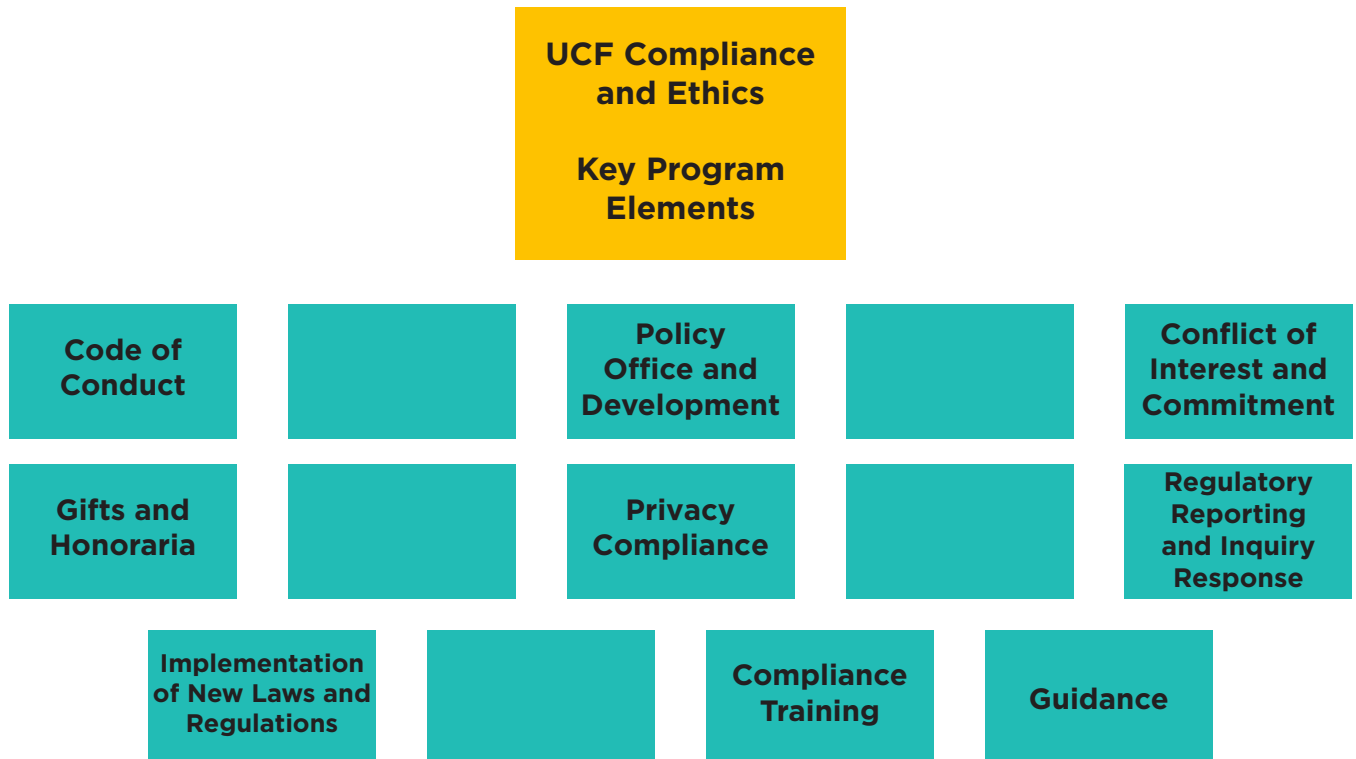 UCF Compliance
and Ethics
Key Program
Elements
Code of
Conduct
Policy
Office and
Development
Conflict of
Interest and
Commitment
Gifts and
Honoraria
Privacy
Compliance
Regulatory
Reporting
and Inquiry
Response
Implementation
of New Laws and
Regulations
Compliance
Training
Guidance